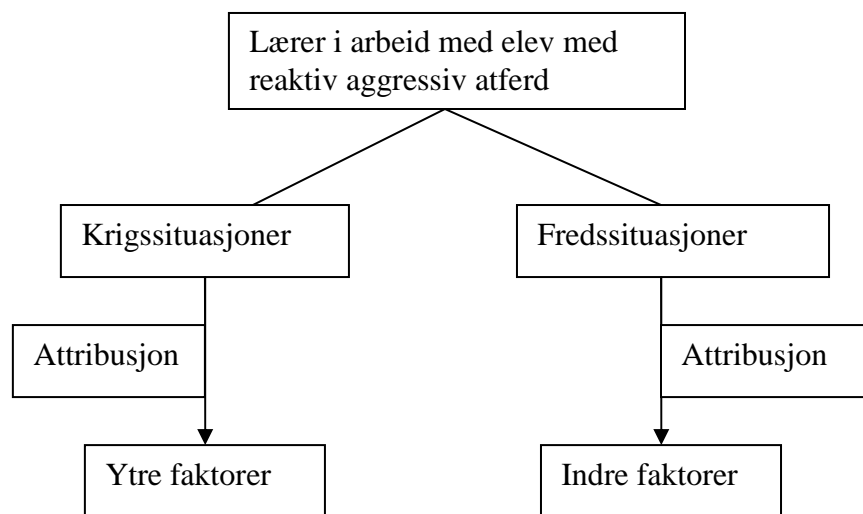 Lærer i arbeid med elev med
reaktiv aggressiv atferd
Krigssituasjoner
Fredssituasjoner
Attribusjon
Attribusjon
Ytre faktorer
Indre faktorer